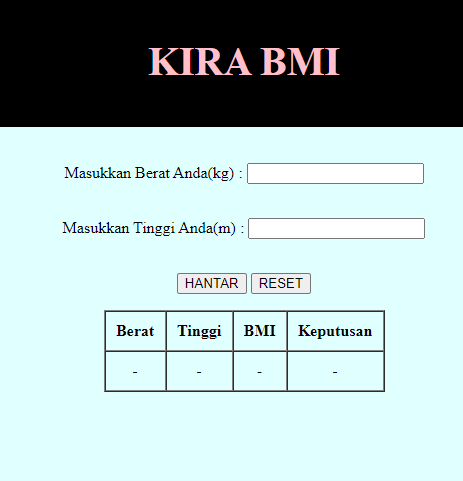 KIRA BMI
Masukkan Berat Anda(kg) :
Masukkan Tinggi Anda(m) :
HANTAR RESET
Berat Tinggi BMI Keputusan
- - - -